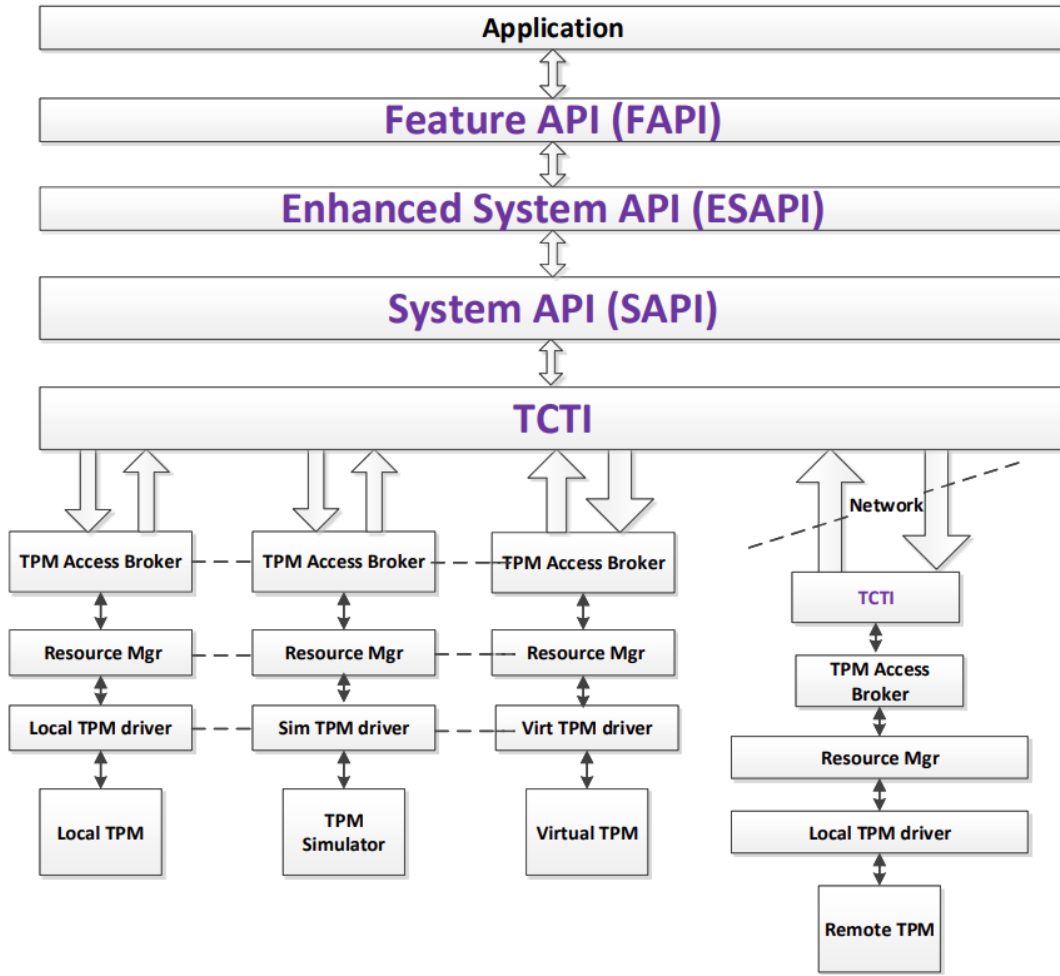 Application
Feature API (FAPI)
Enhanced System API (ESAPI)
System API (SAPI)
TCTI
Network
TPM Access Broker
TPM Access Broker
TPM Access Broker
TCTI
Resource Mgr
Resource Mgr
Resource Mgr
TPM Access
Broker
Local TPM driver
Sim TPM driver
Virt TPM driver
Resource Mgr
Local TPM
TPM
Simulator
Virtual TPM
Local TPM driver
Remote TPM